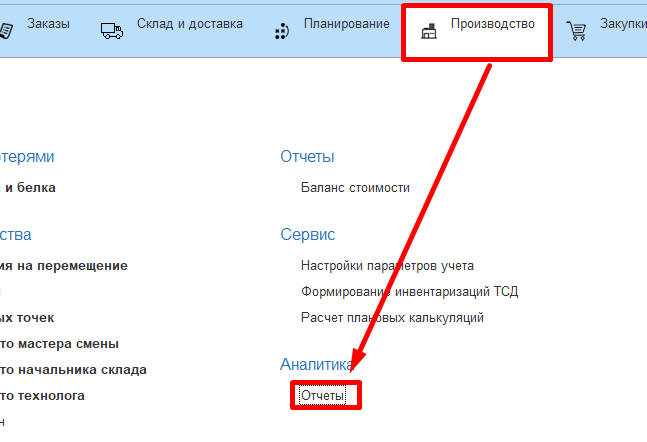 Заказы
Склад и доставка
Планирование
Производство
Закупки
отерями
и белка
ства
ия на перемещение
ых точек
то мастера смены
то начальника склада
то технолога
Отчеты
Баланс стоимости
Сервис
Настройки параметров учета
Формирование инвентаризаций ТСД
Расчет плановых калькуляций
Аналитика
Отчеты